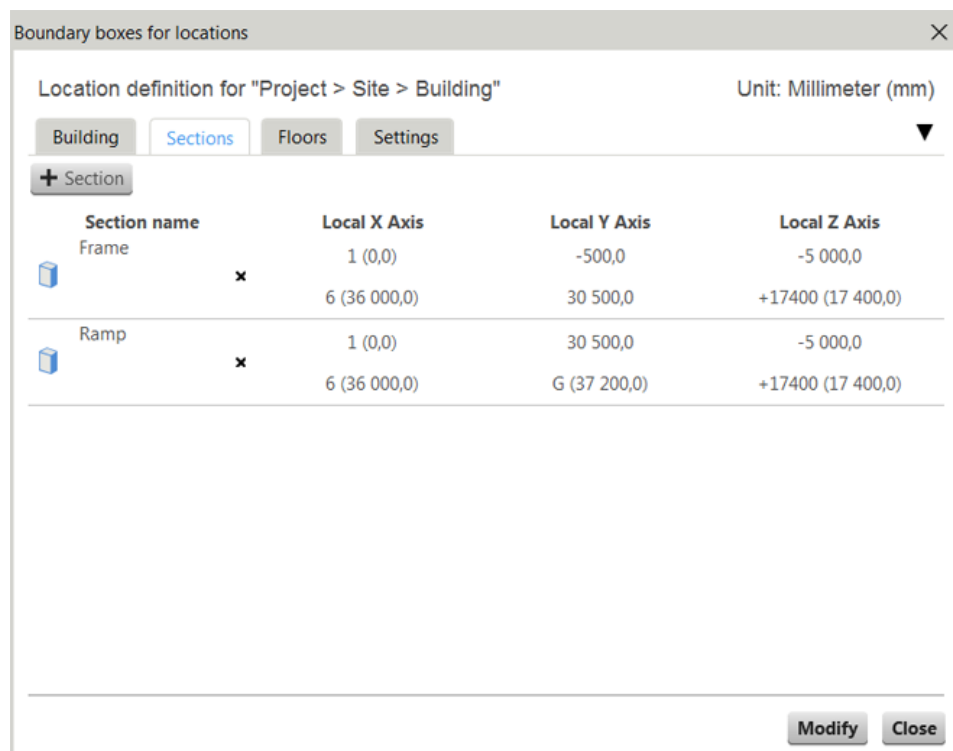 Boundary boxes for locations
Location definition for "Project > Site > Building" Unit: Millimeter (mm)
Building Sections Floors Settings
+ Section
Section name Local X Axis Local Y Axis Local Z Axis
Frame 1 (0,0) -500,0 -5 000,0
6 (36 000,0) 30 500,0 +17400 (17 400,0)
Ramp 1 (0,0) 30 500,0 -5 000,0
6 (36 000,0) G (37 200,0) +17400 (17 400,0)
Modify Close